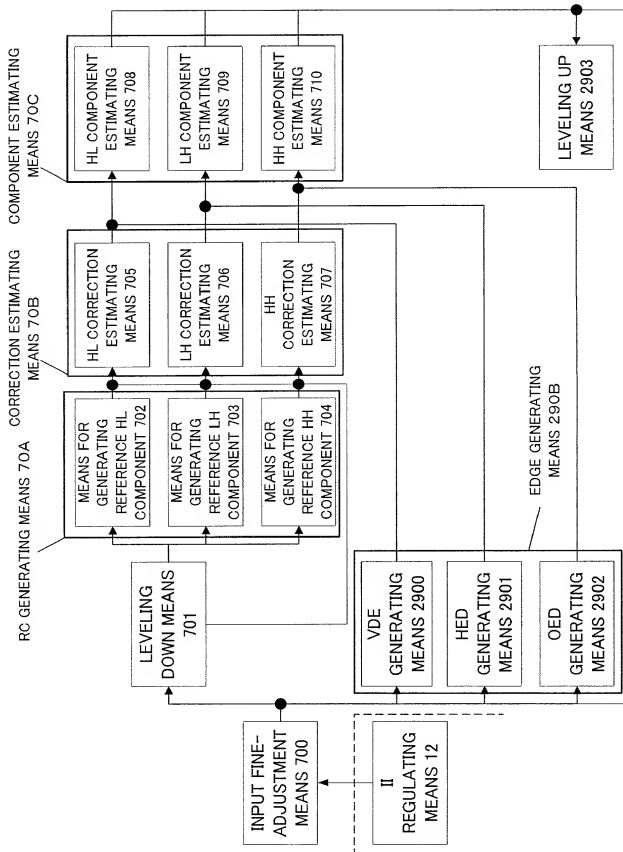 RC GENERATING MEANS 70A
CORRECTION ESTIMATING
MEANS 70B
COMPONENT ESTIMATING
MEANS 70C
MEANS FOR
GENERATING
REFERENCE HL
COMPONENT 702
HL CORRECTION
ESTIMATING
MEANS 705
HL COMPONENT
ESTIMATING
MEANS 708
MEANS FOR
GENERATING
REFERENCE LH
COMPONENT 703
LH CORRECTION
ESTIMATING
MEANS 706
LH COMPONENT
ESTIMATING
MEANS 709
MEANS FOR
GENERATING
REFERENCE HH
COMPONENT 704
HH
CORRECTION
ESTIMATING
MEANS 707
HH COMPONENT
ESTIMATING
MEANS 710
LEVELING
DOWN MEANS
701
INPUT FINE-
ADJUSTMENT
MEANS 700
II
REGULATING
MEANS 12
VDE
GENERATING
MEANS 2900
HED
GENERATING
MEANS 2901
OED
GENERATING
MEANS 2902
EDGE GENERATING
MEANS 290B
LEVELING UP
MEANS 2903